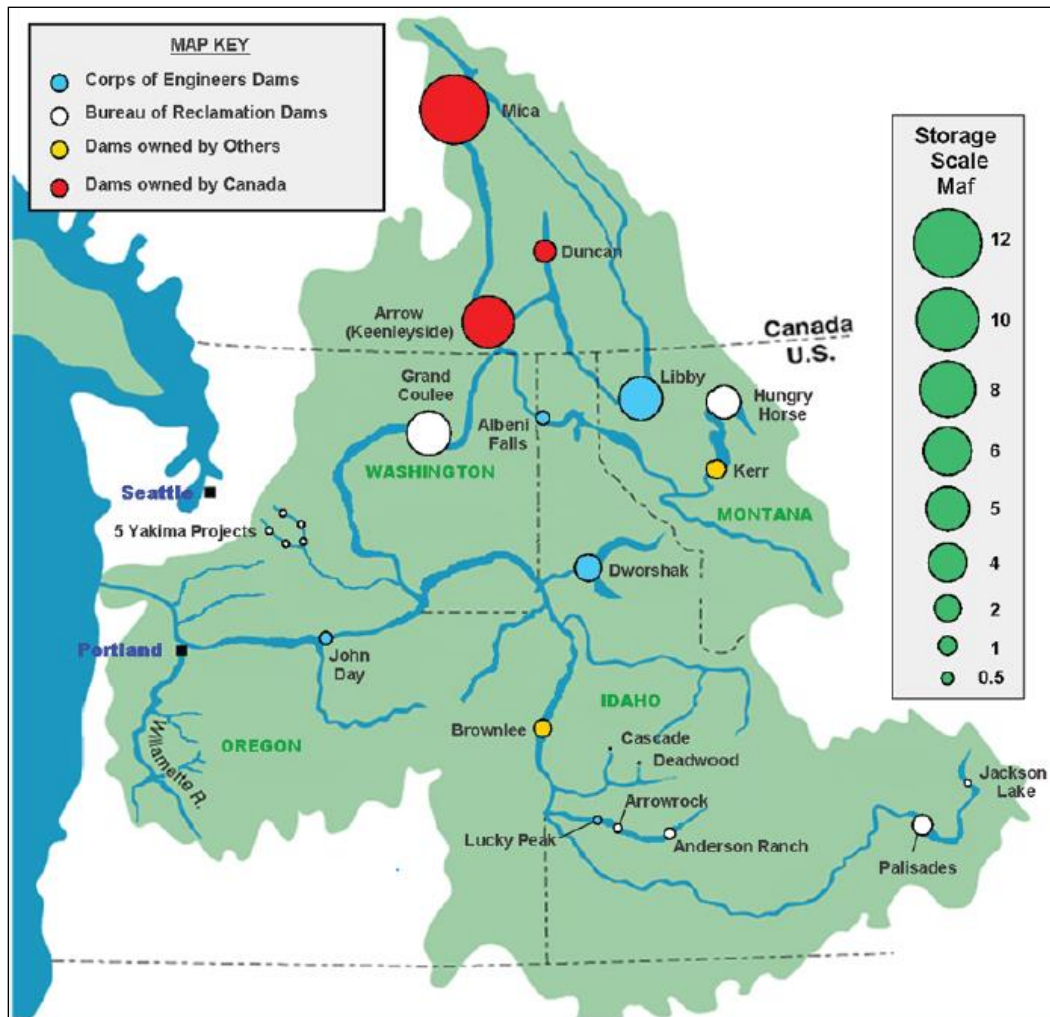 MAP KEY
Corps of Engineers Dams
Bureau of Reclamation Dams
Dams owned by Others
Dams owned by Canada
Storage
Scale
Maf
12
10
8
6
5
4
2
1
0.5
Mica
Duncan
Arrow
(Keenleyside)
Canada
U.S.
Grand
Coulee
Libby
Hungry
Horse
Albeni
Falls
WASHINGTON
Kerr
Seattle
MONTANA
5 Yakima Projects
Dworshak
Portland
John
Day
IDAHO
Brownlee
Cascade
Deadwood
OREGON
Willamette R.
Jackson
Lake
Arrowrock
Lucky Peak
Anderson Ranch
Palisades